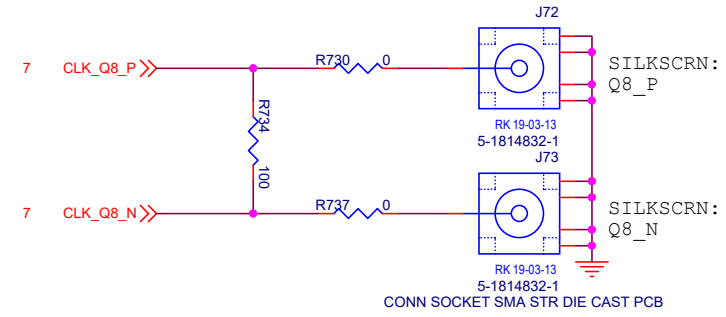 J72
7 CLK_Q8_P R730 0
SILKSCRN:
Q8_P
R734
100
RK 19-03-13
5-1814832-1
J73
7 CLK_Q8_N R737 0
SILKSCRN:
Q8_N
RK 19-03-13
5-1814832-1
CONN SOCKET SMA STR DIE CAST PCB